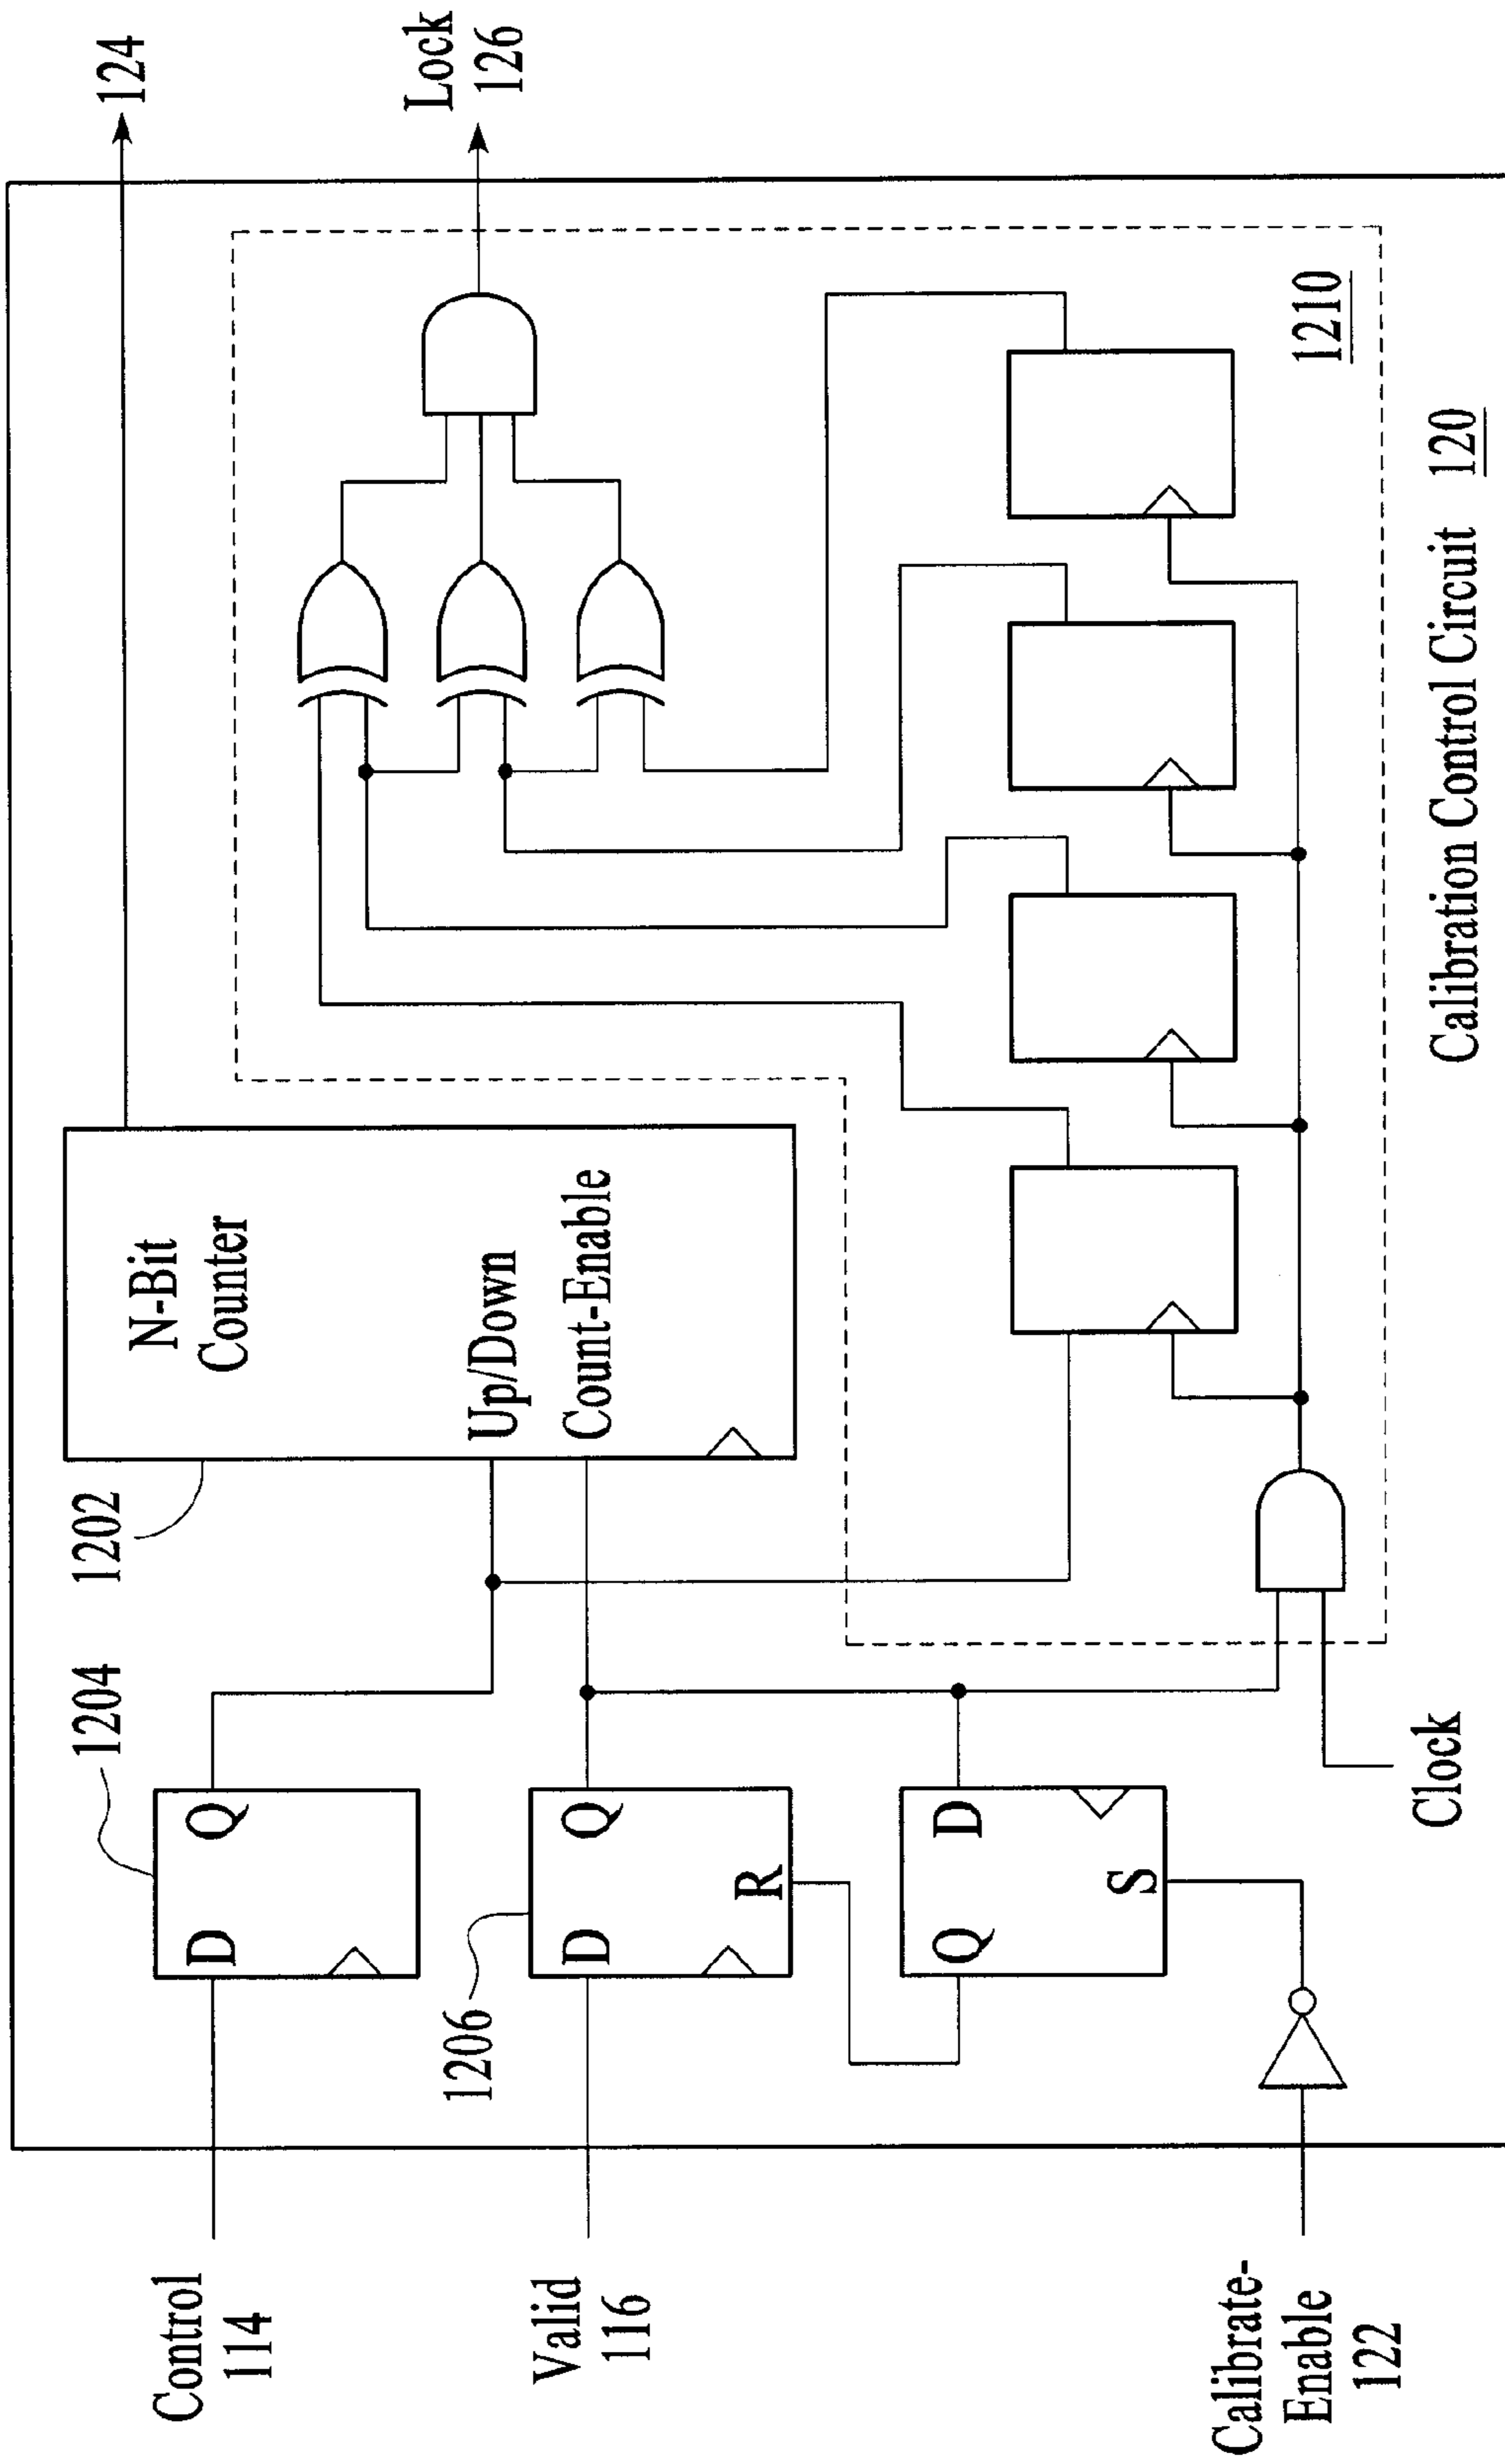 124
Lock
126
N-Bit
Counter
Up/Down
Count-Enable
1202
1204
D
Q
1206
D
Q
R
Q
D
S
Control
114
Valid
116
Calibrate-
Enable
122
Clock
1210
Calibration Control Circuit 120